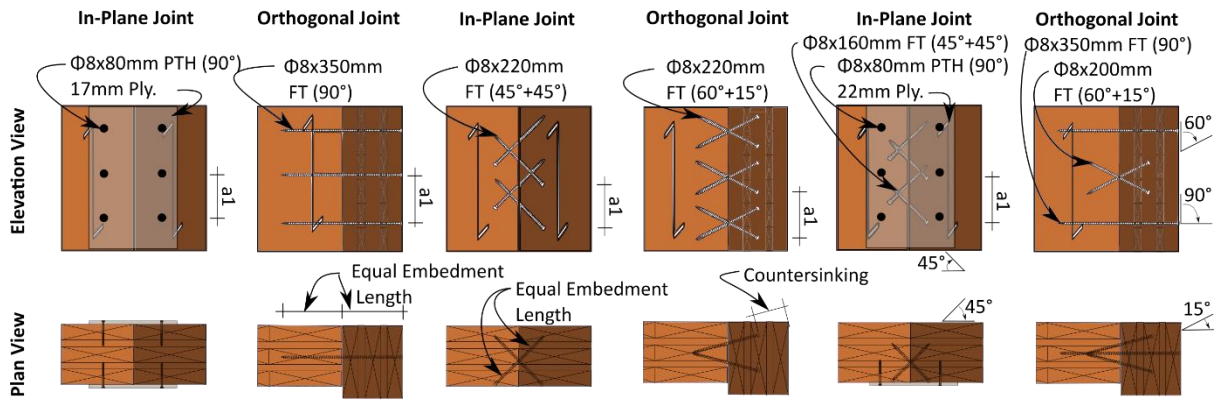 In-Plane Joint
Orthogonal Joint
In-Plane Joint
Orthogonal Joint
In-Plane Joint
Orthogonal Joint
Elevation View
Φ8x80mm PTH (90°)
17mm Ply.
a1
Φ8x350mm
FT (90°)
a1
Φ8x220mm
FT (45°+45°)
a1
Φ8x220mm
FT (60°+15°)
a1
Φ8x160mm FT (45°+45°)
Φ8x80mm PTH (90°)
22mm Ply.
a1
45°
Φ8x350mm FT (90°)
Φ8x200mm
FT (60°+15°)
60°
90°
Plan View
Equal Embedment
Length
Equal Embedment
Length
Countersinking
45°
15°